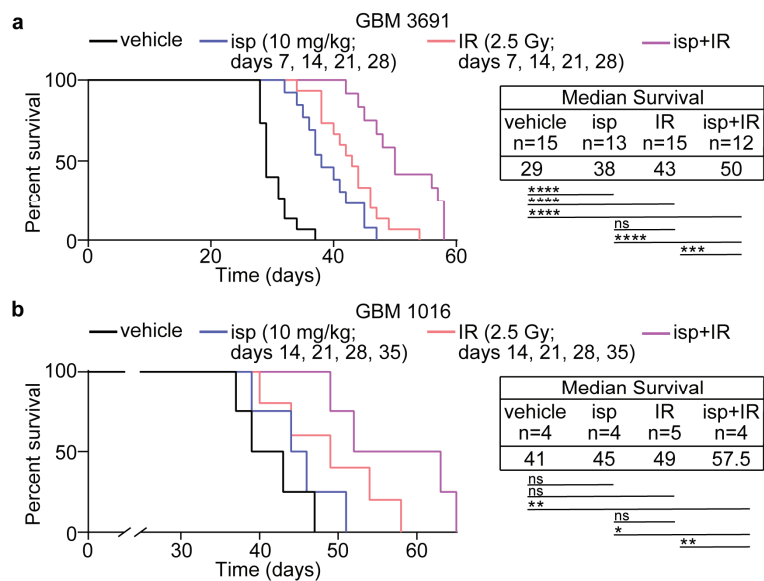 a
GBM 3691
vehicle
isp (10 mg/kg;
days 7, 14, 21, 28)
IR (2.5 Gy;
days 7, 14, 21, 28)
isp+IR
Percent survival
100
50
0
0 20 40 60
Time (days)
Median Survival
vehicle isp IR isp+IR
n=15 n=13 n=15 n=12
29 38 43 50
****
****
****
ns
****
***
b
GBM 1016
vehicle
isp (10 mg/kg;
days 14, 21, 28, 35)
IR (2.5 Gy;
days 14, 21, 28, 35)
isp+IR
Percent survival
100
50
0
0 30 40 50 60
Time (days)
Median Survival
vehicle isp IR isp+IR
n=4 n=4 n=5 n=4
41 45 49 57.5
ns
ns
**
ns
*
**